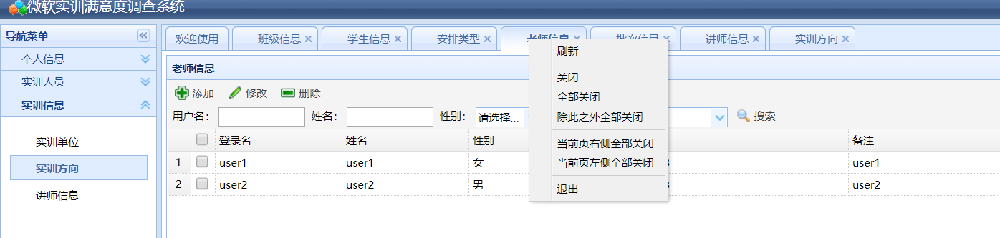 微软实训满意度调查系统
导航菜单
个人信息
实训人员
实训信息
实训单位
实训方向
讲师信息
欢迎使用 班级信息 学生信息 安排类型 老师信息 批次信息 讲师信息 实训方向
老师信息
添加 修改 删除
用户名： 姓名： 性别： 请选择... 搜索
登录名 姓名 性别 备注
1 user1 user1 女 user1
2 user2 user2 男 user2
刷新
关闭
全部关闭
除此之外全部关闭
当前页右侧全部关闭
当前页左侧全部关闭
退出